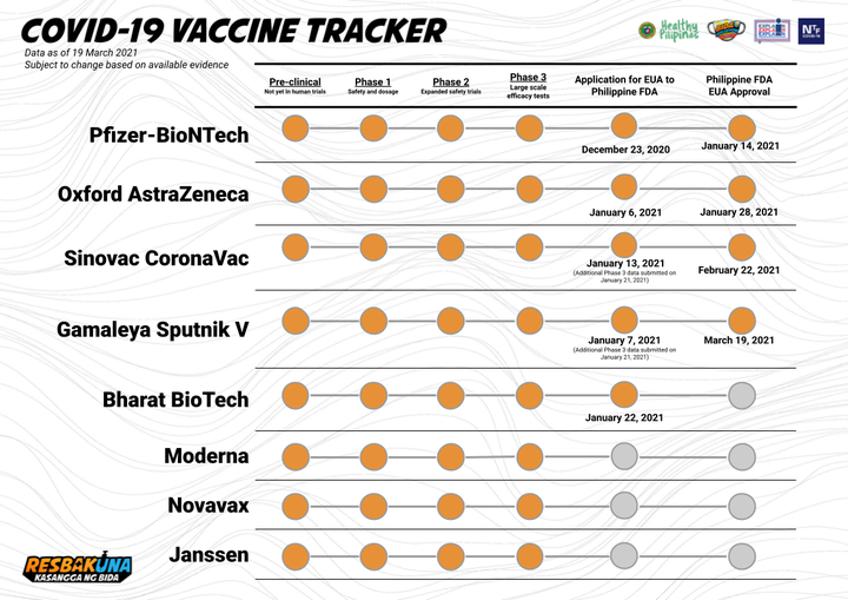 COVID-19 VACCINE TRACKER
Data as of 19 March 2021
Subject to change based on available evidence
Healthy
Pilipinas
NTF
COVID-19
Pre-clinical
Not yet in human trials
Phase 1
Safety and dosage
Phase 2
Expanded safety trials
Phase 3
Large scale
efficacy tests
Application for EUA to
Philippine FDA
Philippine FDA
EUA Approval
Pfizer-BioNTech
December 23, 2020
January 14, 2021
Oxford AstraZeneca
January 6, 2021
January 28, 2021
Sinovac CoronaVac
January 13, 2021
(Additional Phase 3 data submitted on
January 21, 2021)
February 22, 2021
Gamaleya Sputnik V
January 7, 2021
(Additional Phase 3 data submitted on
January 21, 2021)
March 19, 2021
Bharat BioTech
January 22, 2021
Moderna
Novavax
Janssen
RESBAKUNA
KASANGGA NG BIDA